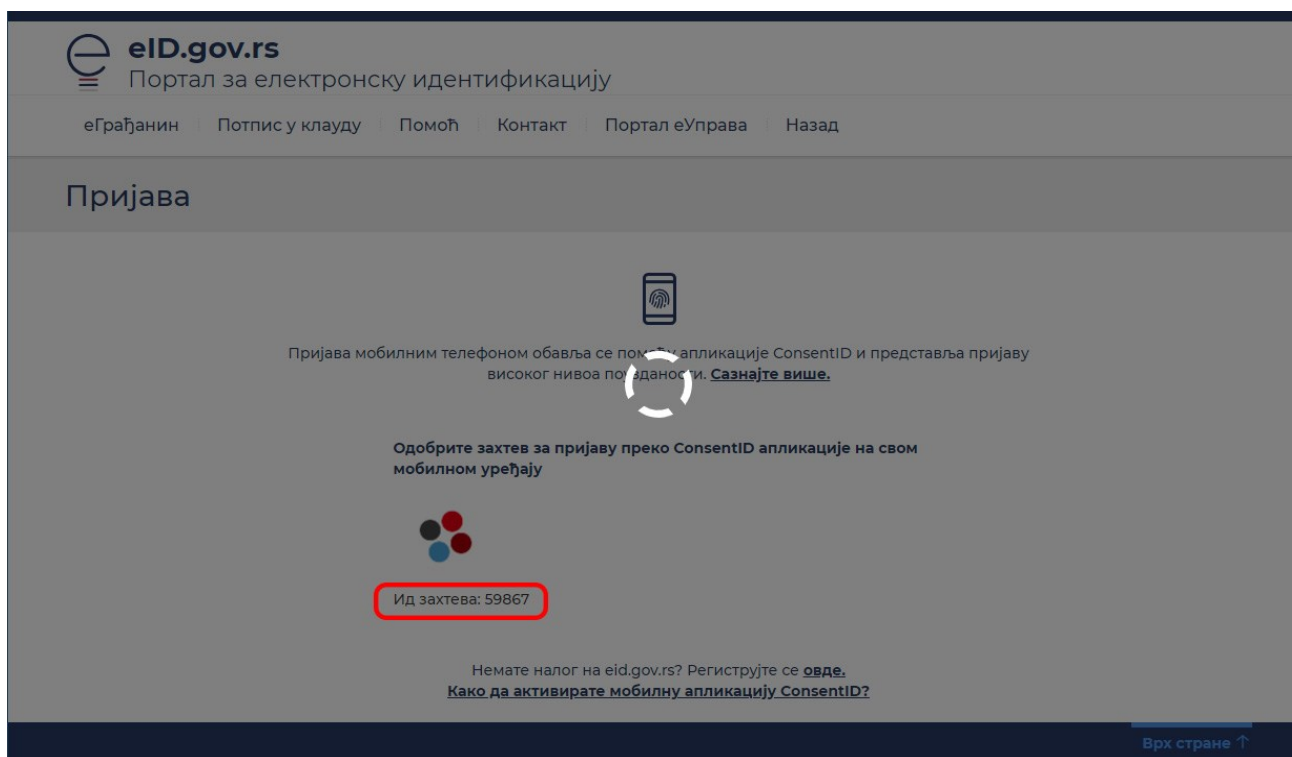 eID.gov.rs
Портал за електронску идентификацију
еГрађанин Потпис у клауду Помоћ Контакт Портал еУправа Назад
Пријава
Пријава мобилним телефоном обавља се помоћу апликације ConsentID и представља пријаву
високог нивоа поузданости. Сазнајте више.
Одобрите захтев за пријаву преко ConsentID апликације на свом
мобилном уређају
Ид захтева: 59867
Немате налог на eid.gov.rs? Региструјте се овде.
Како да активирате мобилну апликацију ConsentID?
Врх стране ↑